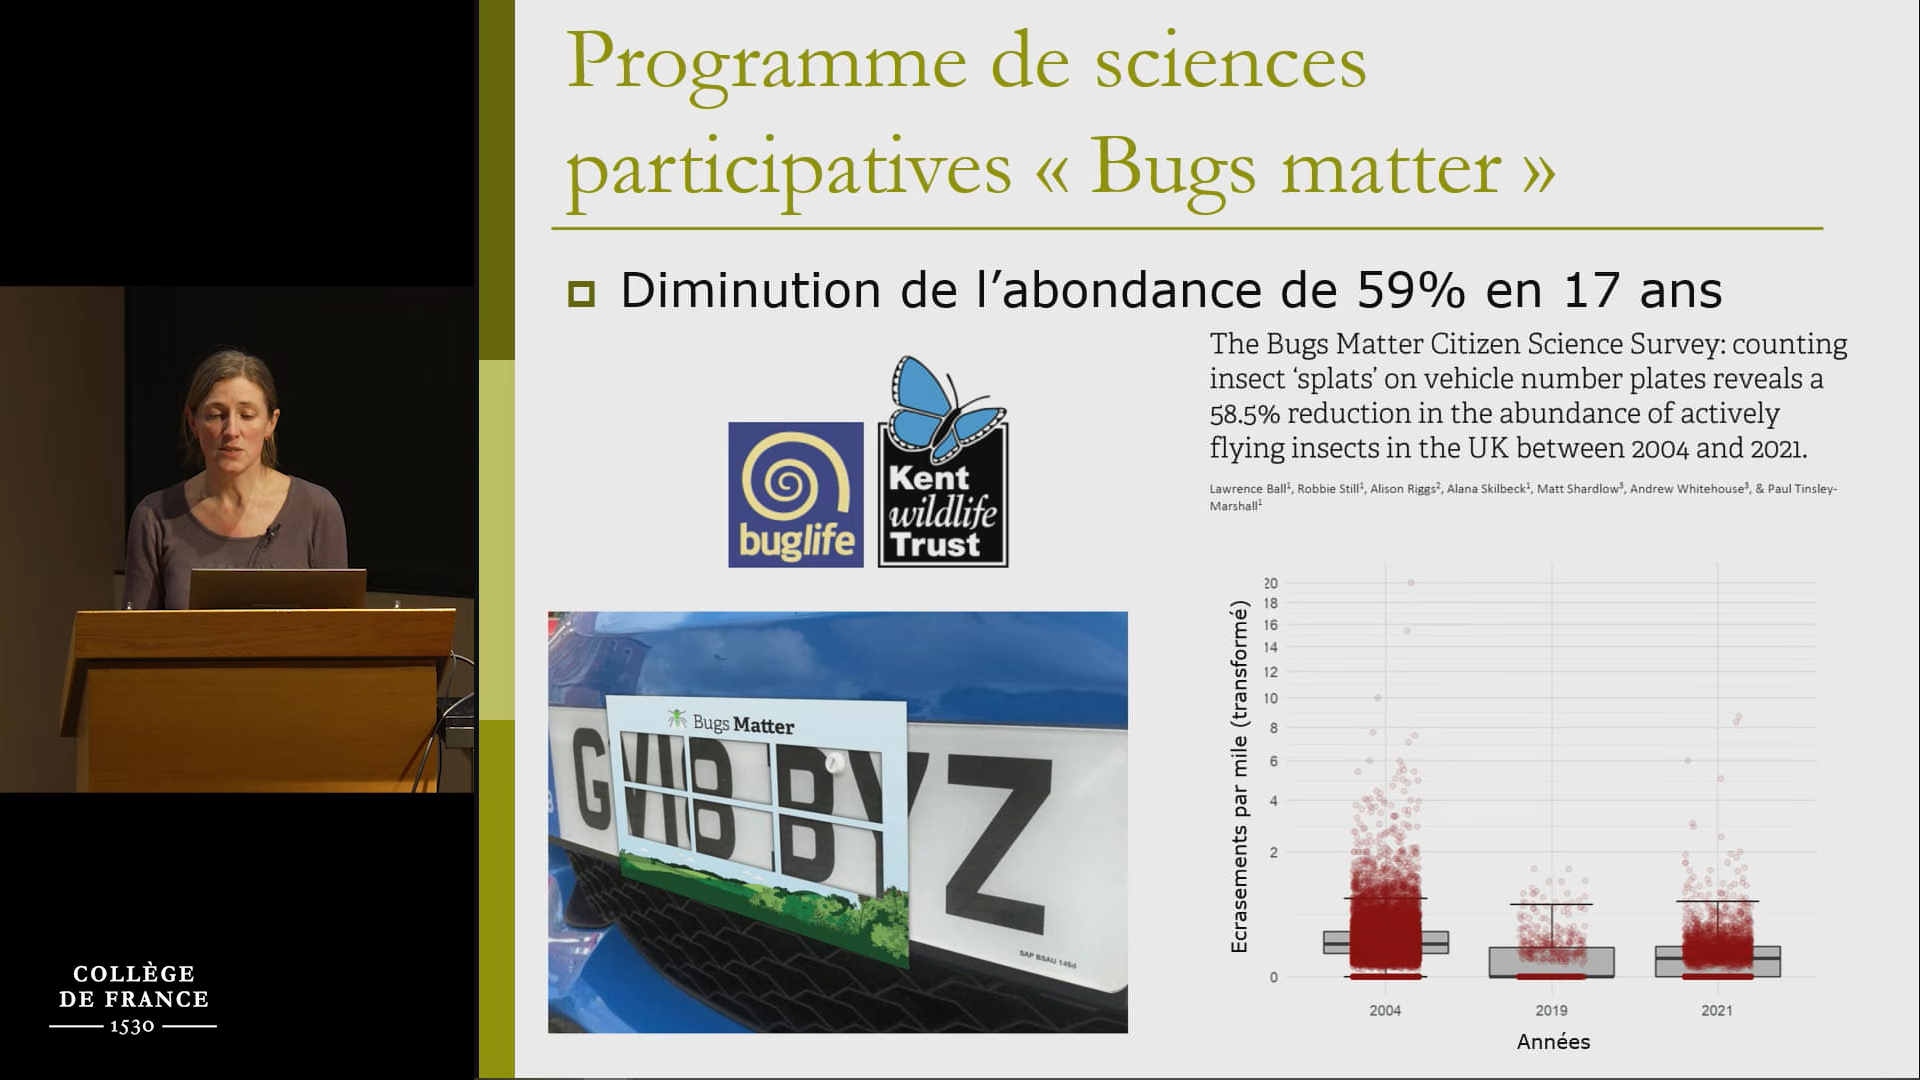 Programme de sciences
participatives « Bugs matter »
Diminution de l’abondance de 59% en 17 ans
The Bugs Matter Citizen Science Survey: counting
insect ‘splats’ on vehicle number plates reveals a
58.5% reduction in the abundance of actively
flying insects in the UK between 2004 and 2021.
Lawrence Ball¹, Robbie Still¹, Alison Riggs², Alana Skilbeck¹, Matt Shardlow³, Andrew Whitehouse³, & Paul Tinsley-
Marshall¹
buglife
Kent
wildlife
Trust
Bugs Matter
GV18 BYZ
SAP BSAU 145d
Ecrasements par mile (transformé)
20
18
16
14
12
10
8
6
4
2
0
2004
2019
2021
Années
COLLÈGE
DE FRANCE
1530